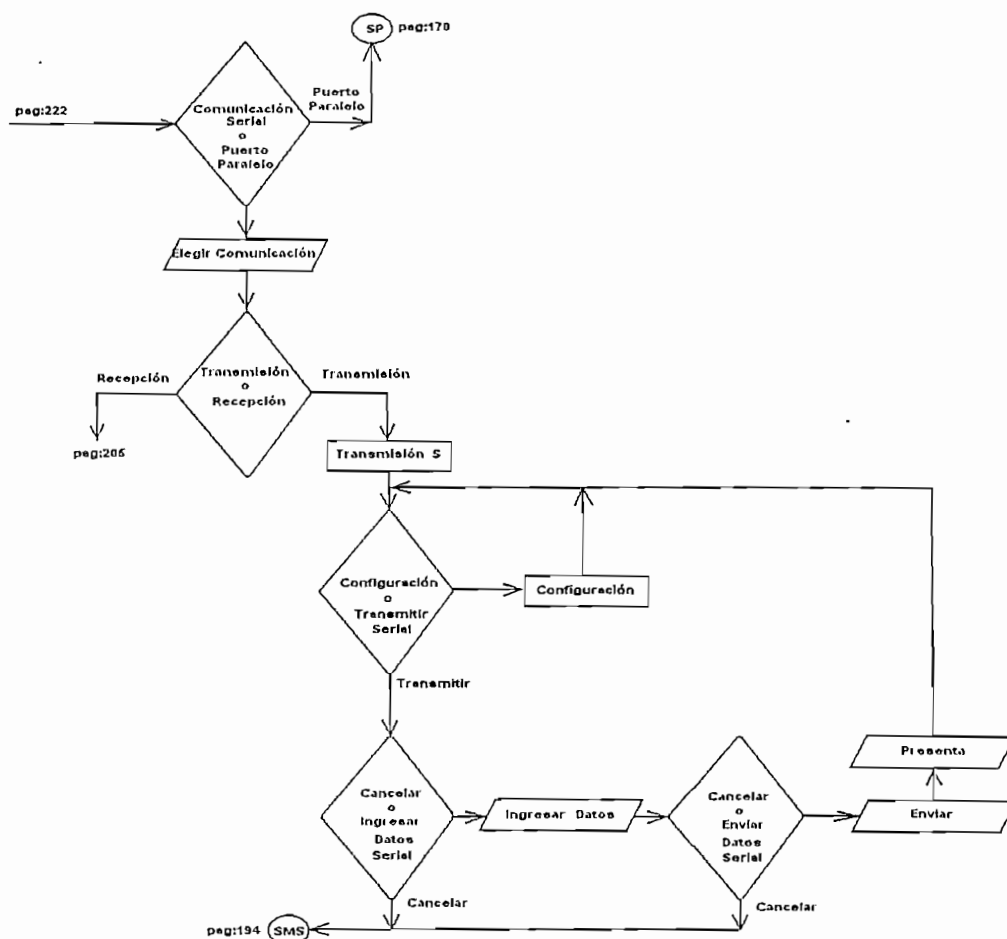 SP pag:170
pag:222
Puerto
Paralelo
Comunicación
Serial
o
Puerto
Paralelo
Elegir Comunicación
Recepción
Transmisión
o
Recepción
Transmisión
pag:205
Transmisión S
Configuración
o
Transmitir
Serial
Configuración
Transmitir
Presenta
Cancelar
o
Ingresar
Datos
Serial
Ingresar Datos
Cancelar
o
Enviar
Datos
Serial
Enviar
Cancelar
Cancelar
pag:194 SMS